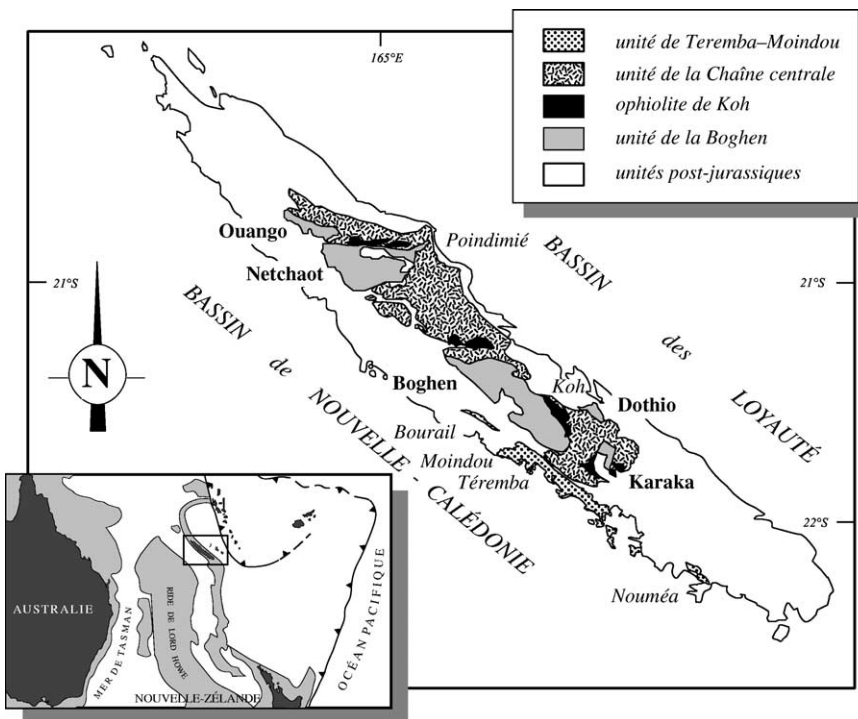 165°E
unité de Teremba–Moindou
unité de la Chaîne centrale
ophiolite de Koh
unité de la Boghen
unités post-jurassiques
Ouango
Poindimié
Netchaot
21°S
21°S
BASSIN
des
LOYAUTÉ
BASSIN
de
NOUVELLE - CALÉDONIE
N
Boghen
Koh
Dothio
Bourail
Moindou
Téremba
Karaka
22°S
Nouméa
AUSTRALIE
MER DE TASMAN
RIDE DE LORD HOWE
OCÉAN PACIFIQUE
NOUVELLE-ZÉLANDE